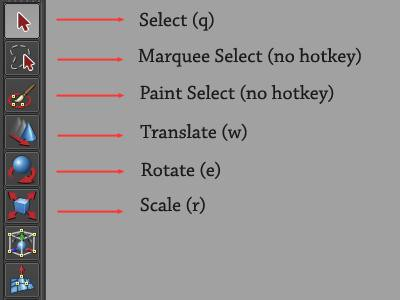 Select (q)
Marquee Select (no hotkey)
Paint Select (no hotkey)
Translate (w)
Rotate (e)
Scale (r)